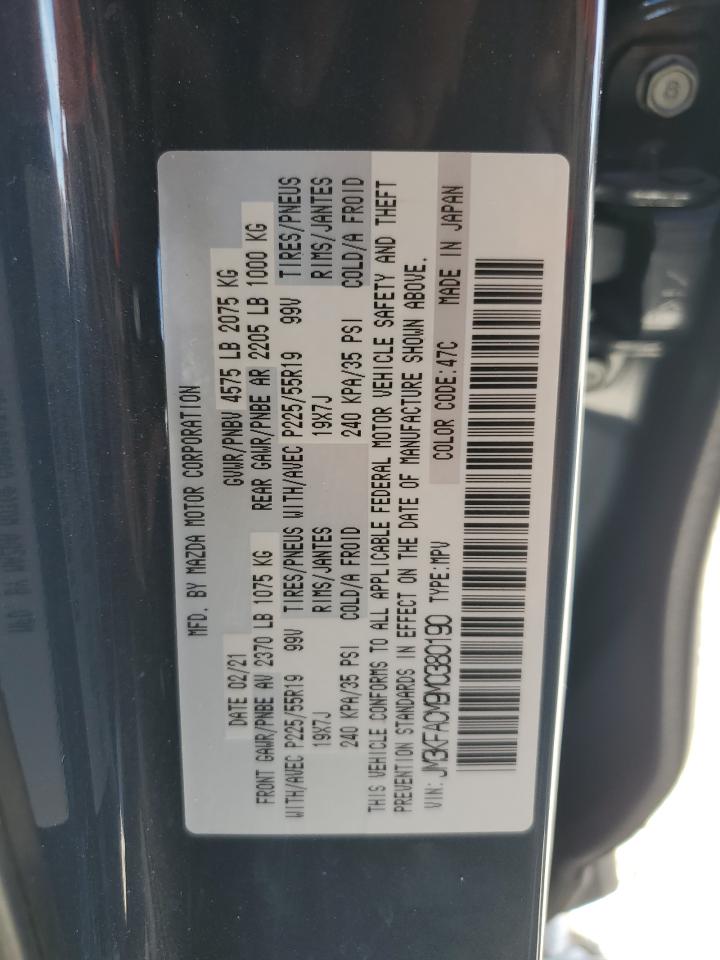 MFD. BY MAZDA MOTOR CORPORATION
DATE 02/21 GVWR/PNBV 4575 LB 2075 KG
FRONT GAWR/PNBE AV 2370 LB 1075 KG REAR GAWR/PNBE AR 2205 LB 1000 KG
WITH/AVEC P225/55R19 99V TIRES/PNEUS WITH/AVEC P225/55R19 99V TIRES/PNEUS
19X7J RIMS/JANTES 19X7J RIMS/JANTES
240 KPA/35 PSI COLD/A FROID 240 KPA/35 PSI COLD/A FROID
THIS VEHICLE CONFORMS TO ALL APPLICABLE FEDERAL MOTOR VEHICLE SAFETY AND THEFT
PREVENTION STANDARDS IN EFFECT ON THE DATE OF MANUFACTURE SHOWN ABOVE.
VIN: JM3KFACM9M0380190 TYPE:MPV COLOR CODE:47C MADE IN JAPAN
8